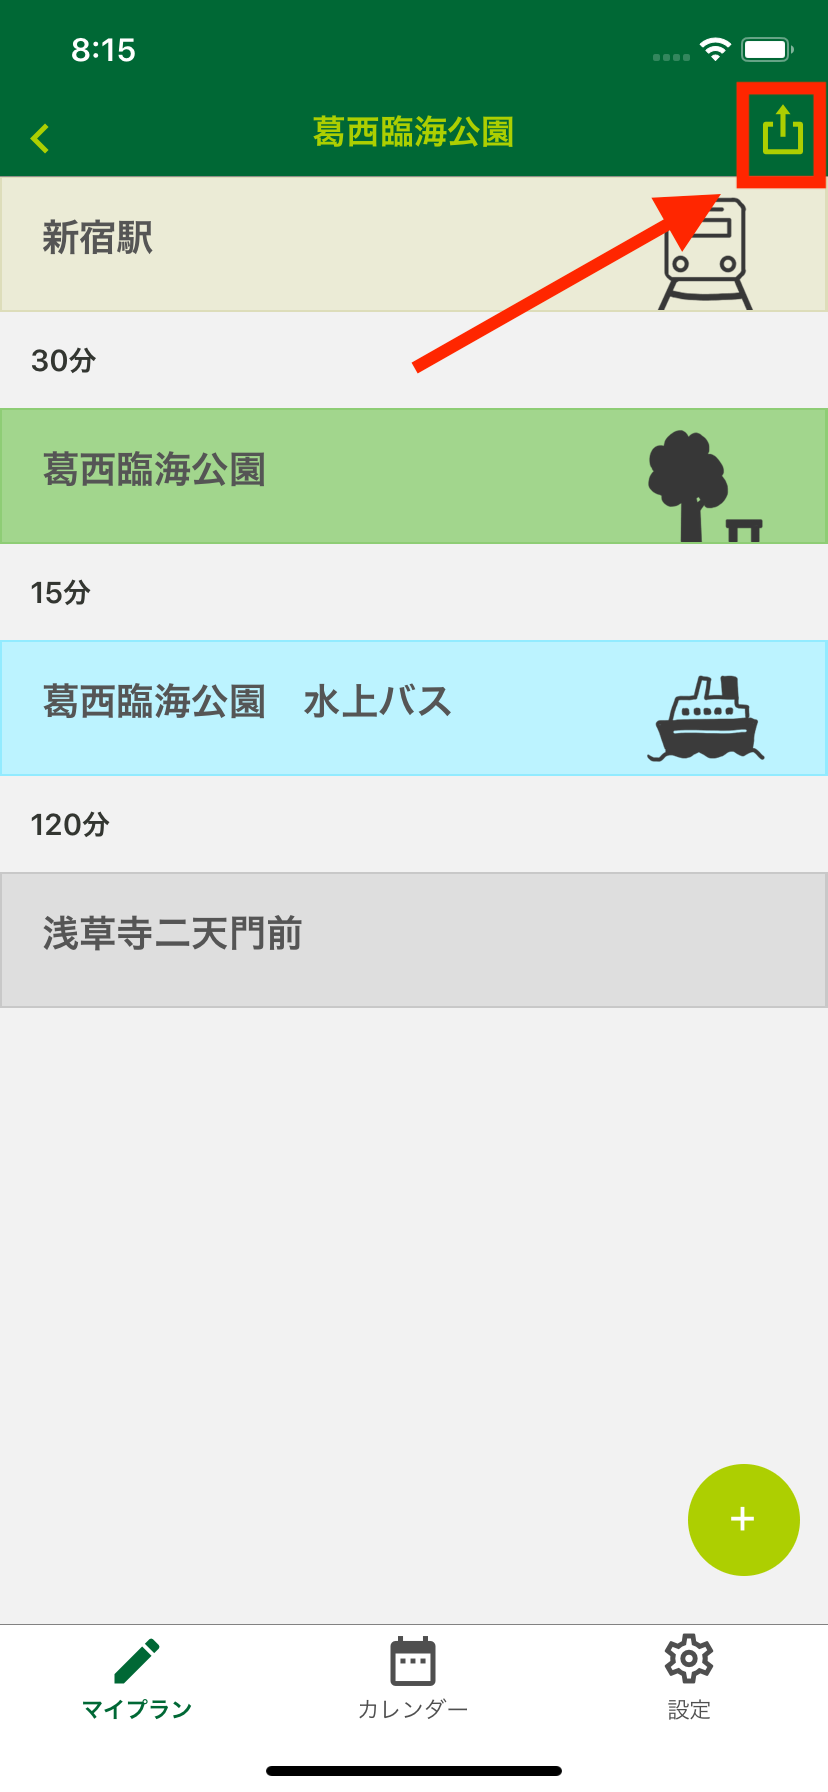 8:15
葛西臨海公園
新宿駅
30分
葛西臨海公園
15分
葛西臨海公園　水上バス
120分
浅草寺二天門前
+
マイプラン
カレンダー
設定